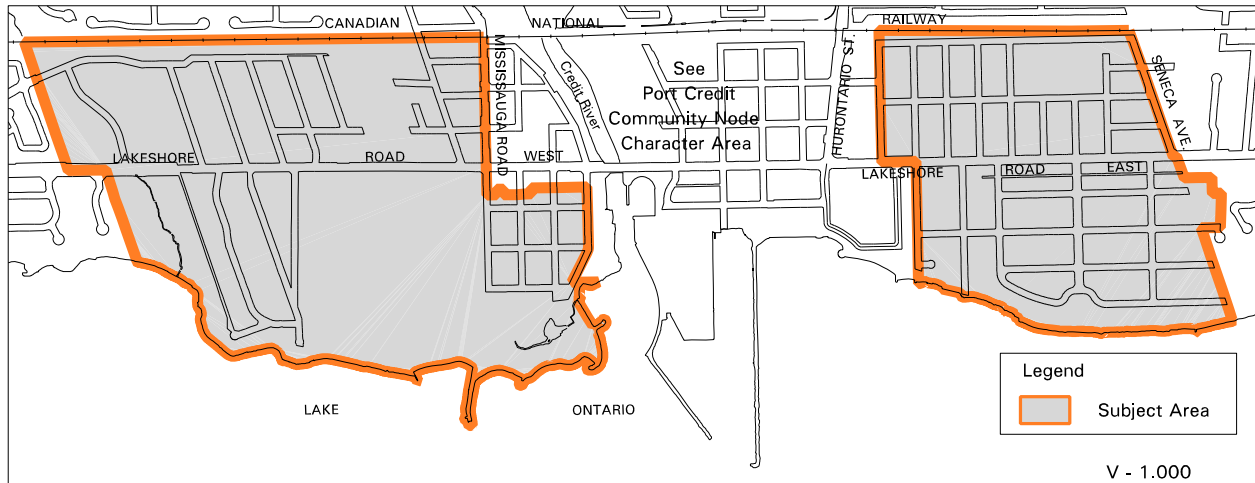 CANADIAN NATIONAL RAILWAY
MISSISSAUGA ROAD
Credit River
See
Port Credit
Community Node
Character Area
HURONTARIO ST.
SENECA AVE.
LAKESHORE ROAD WEST
LAKESHORE ROAD EAST
LAKE ONTARIO
Legend
Subject Area
V - 1.000